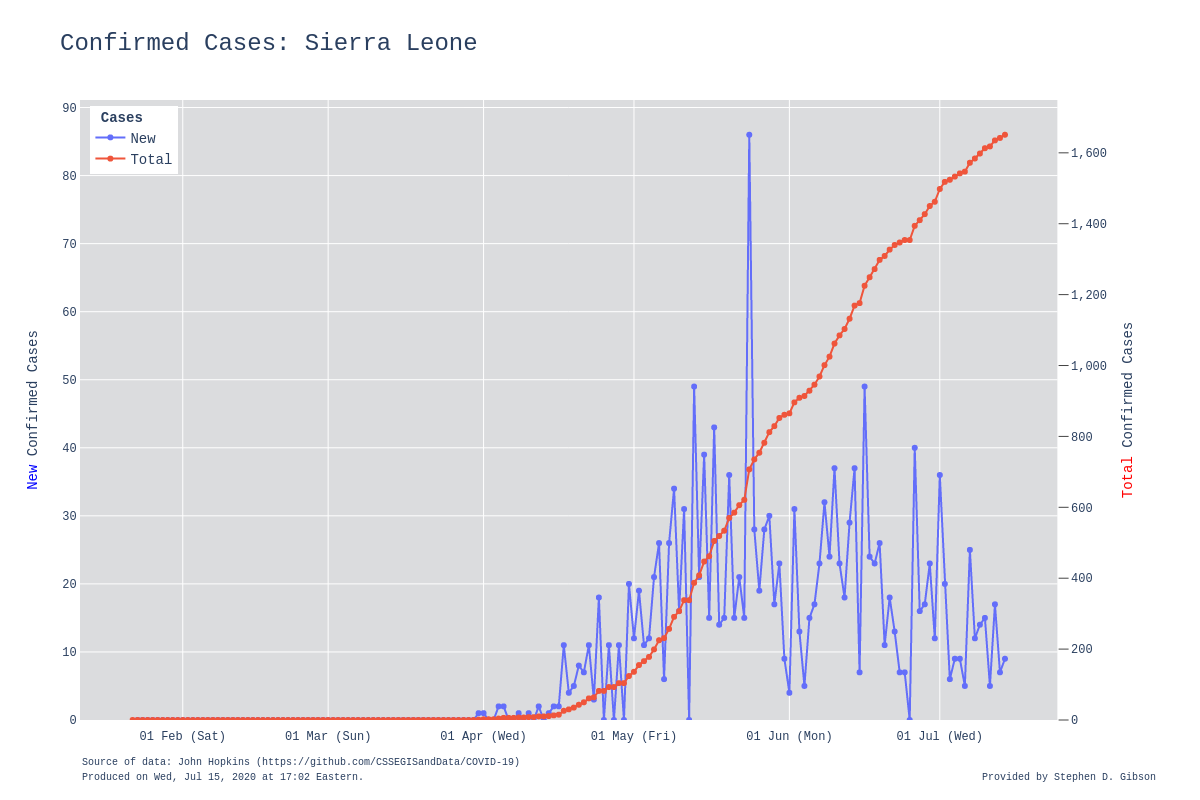 Confirmed Cases: Sierra Leone
Cases
New
Total
90
80
70
60
50
40
30
20
10
0
New Confirmed Cases
1,600
1,400
1,200
1,000
800
600
400
200
0
Total Confirmed Cases
01 Feb (Sat) 01 Mar (Sun) 01 Apr (Wed) 01 May (Fri) 01 Jun (Mon) 01 Jul (Wed)
Source of data: John Hopkins (https://github.com/CSSEGISandData/COVID-19)
Produced on Wed, Jul 15, 2020 at 17:02 Eastern.
Provided by Stephen D. Gibson